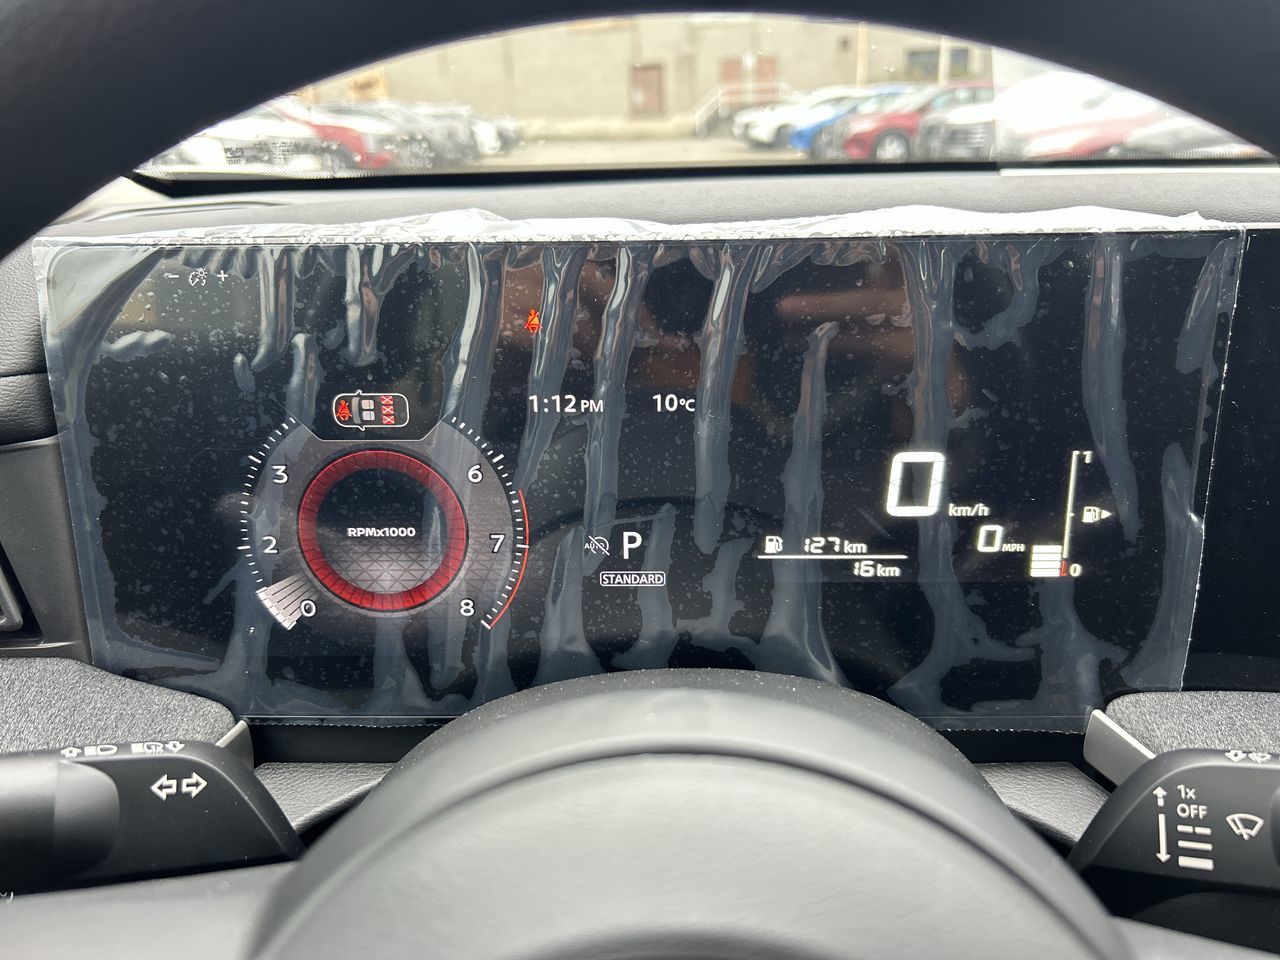 - +
1:12 PM 10°C
3
6
0 km/h
1
RPMx1000
2
7
AUTO P
127 km
0 MPH
STANDARD
16 km
0
0
8
1x
OFF